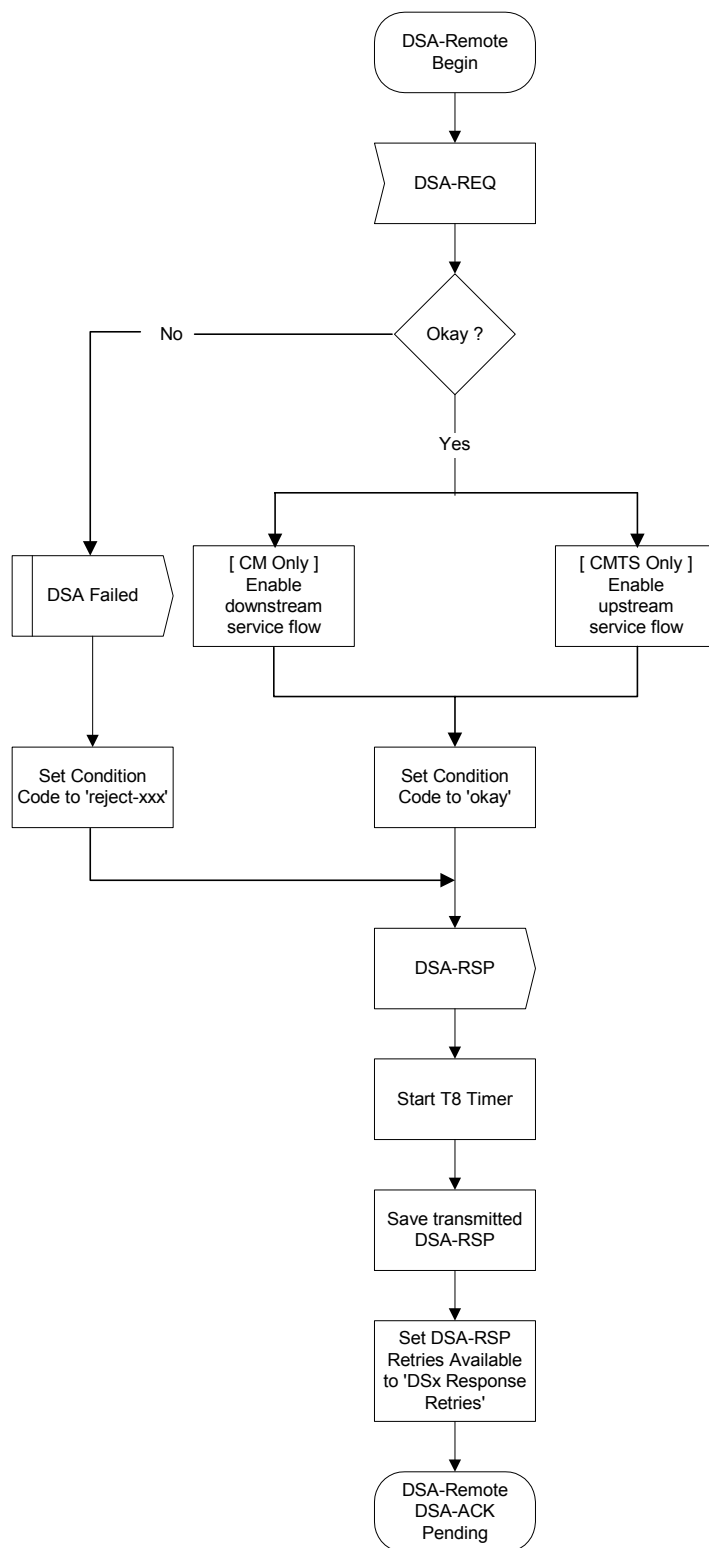 DSA-Remote
Begin
DSA-REQ
Okay ?
No
Yes
[ CM Only ]
Enable
downstream
service flow
[ CMTS Only ]
Enable
upstream
service flow
DSA Failed
Set Condition
Code to 'reject-xxx'
Set Condition
Code to 'okay'
DSA-RSP
Start T8 Timer
Save transmitted
DSA-RSP
Set DSA-RSP
Retries Available
to 'DSx Response
Retries'
DSA-Remote
DSA-ACK
Pending